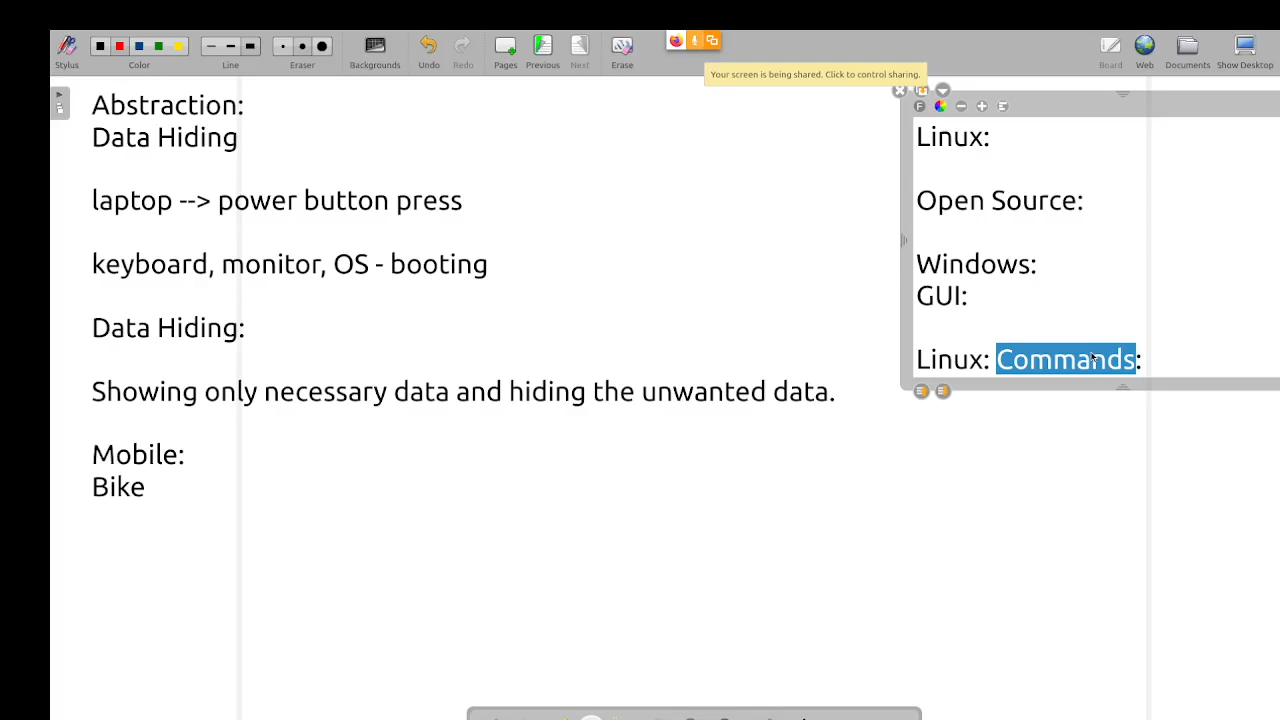 Stylus
Color
Line
Eraser
Backgrounds
Undo
Redo
Pages
Previous
Next
Erase
Board
Web
Documents
Show Desktop
Your screen is being shared. Click to control sharing.
Abstraction:
Data Hiding
laptop --> power button press
keyboard, monitor, OS - booting
Data Hiding:
Showing only necessary data and hiding the unwanted data.
Mobile:
Bike
F
Linux:
Open Source:
Windows:
GUI:
Linux: Commands: